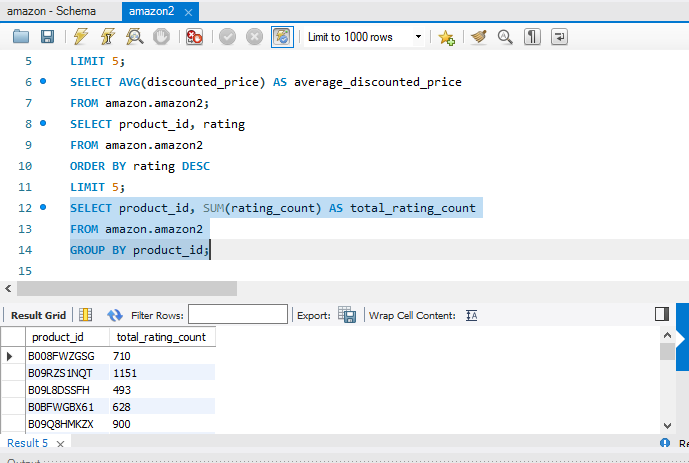 amazon - Schema amazon2
Limit to 1000 rows
5 LIMIT 5;
6 SELECT AVG(discounted_price) AS average_discounted_price
7 FROM amazon.amazon2;
8 SELECT product_id, rating
9 FROM amazon.amazon2
10 ORDER BY rating DESC
11 LIMIT 5;
12 SELECT product_id, SUM(rating_count) AS total_rating_count
13 FROM amazon.amazon2
14 GROUP BY product_id;
15
Result Grid Filter Rows: Export: Wrap Cell Content:
product_id total_rating_count
B008FWZGSG 710
B09RZS1NQT 1151
B09L8DSSFH 493
B0BFWGBX61 628
B09Q8HMKZX 900
Result 5 Re
Output